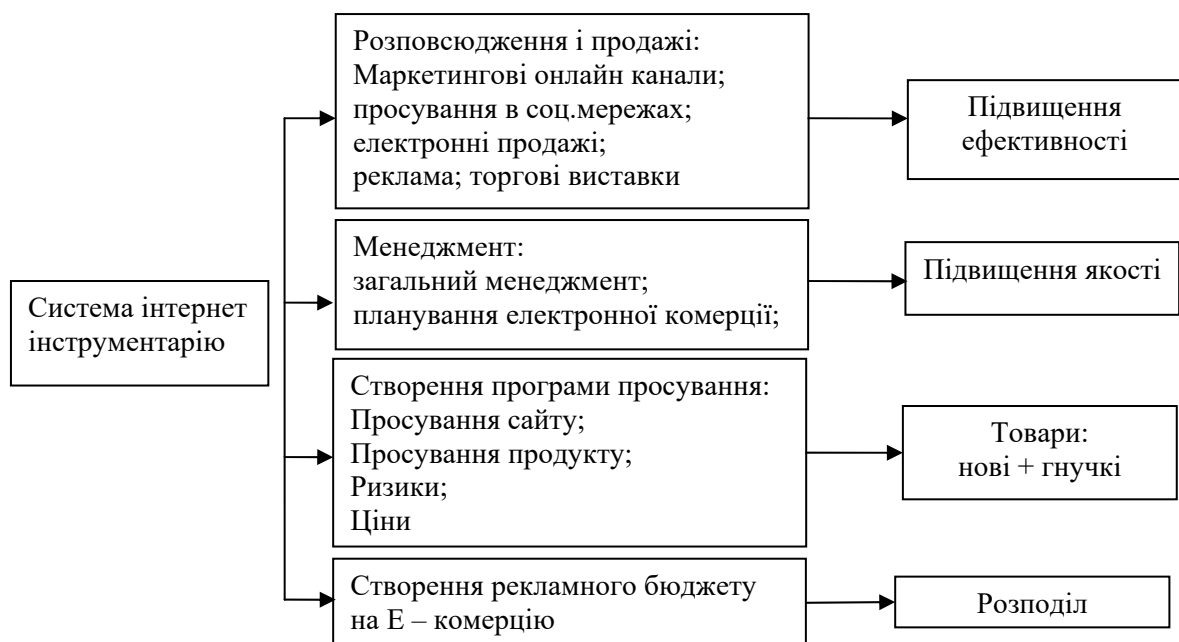 Система інтернет
інструментарію
Розповсюдження і продажі:
Маркетингові онлайн канали;
просування в соц.мережах;
електронні продажі;
реклама; торгові виставки
Підвищення
ефективності
Менеджмент:
загальний менеджмент;
планування електронної комерції;
Підвищення якості
Створення програми просування:
Просування сайту;
Просування продукту;
Ризики;
Ціни
Товари:
нові + гнучкі
Створення рекламного бюджету
на Е – комерцію
Розподіл